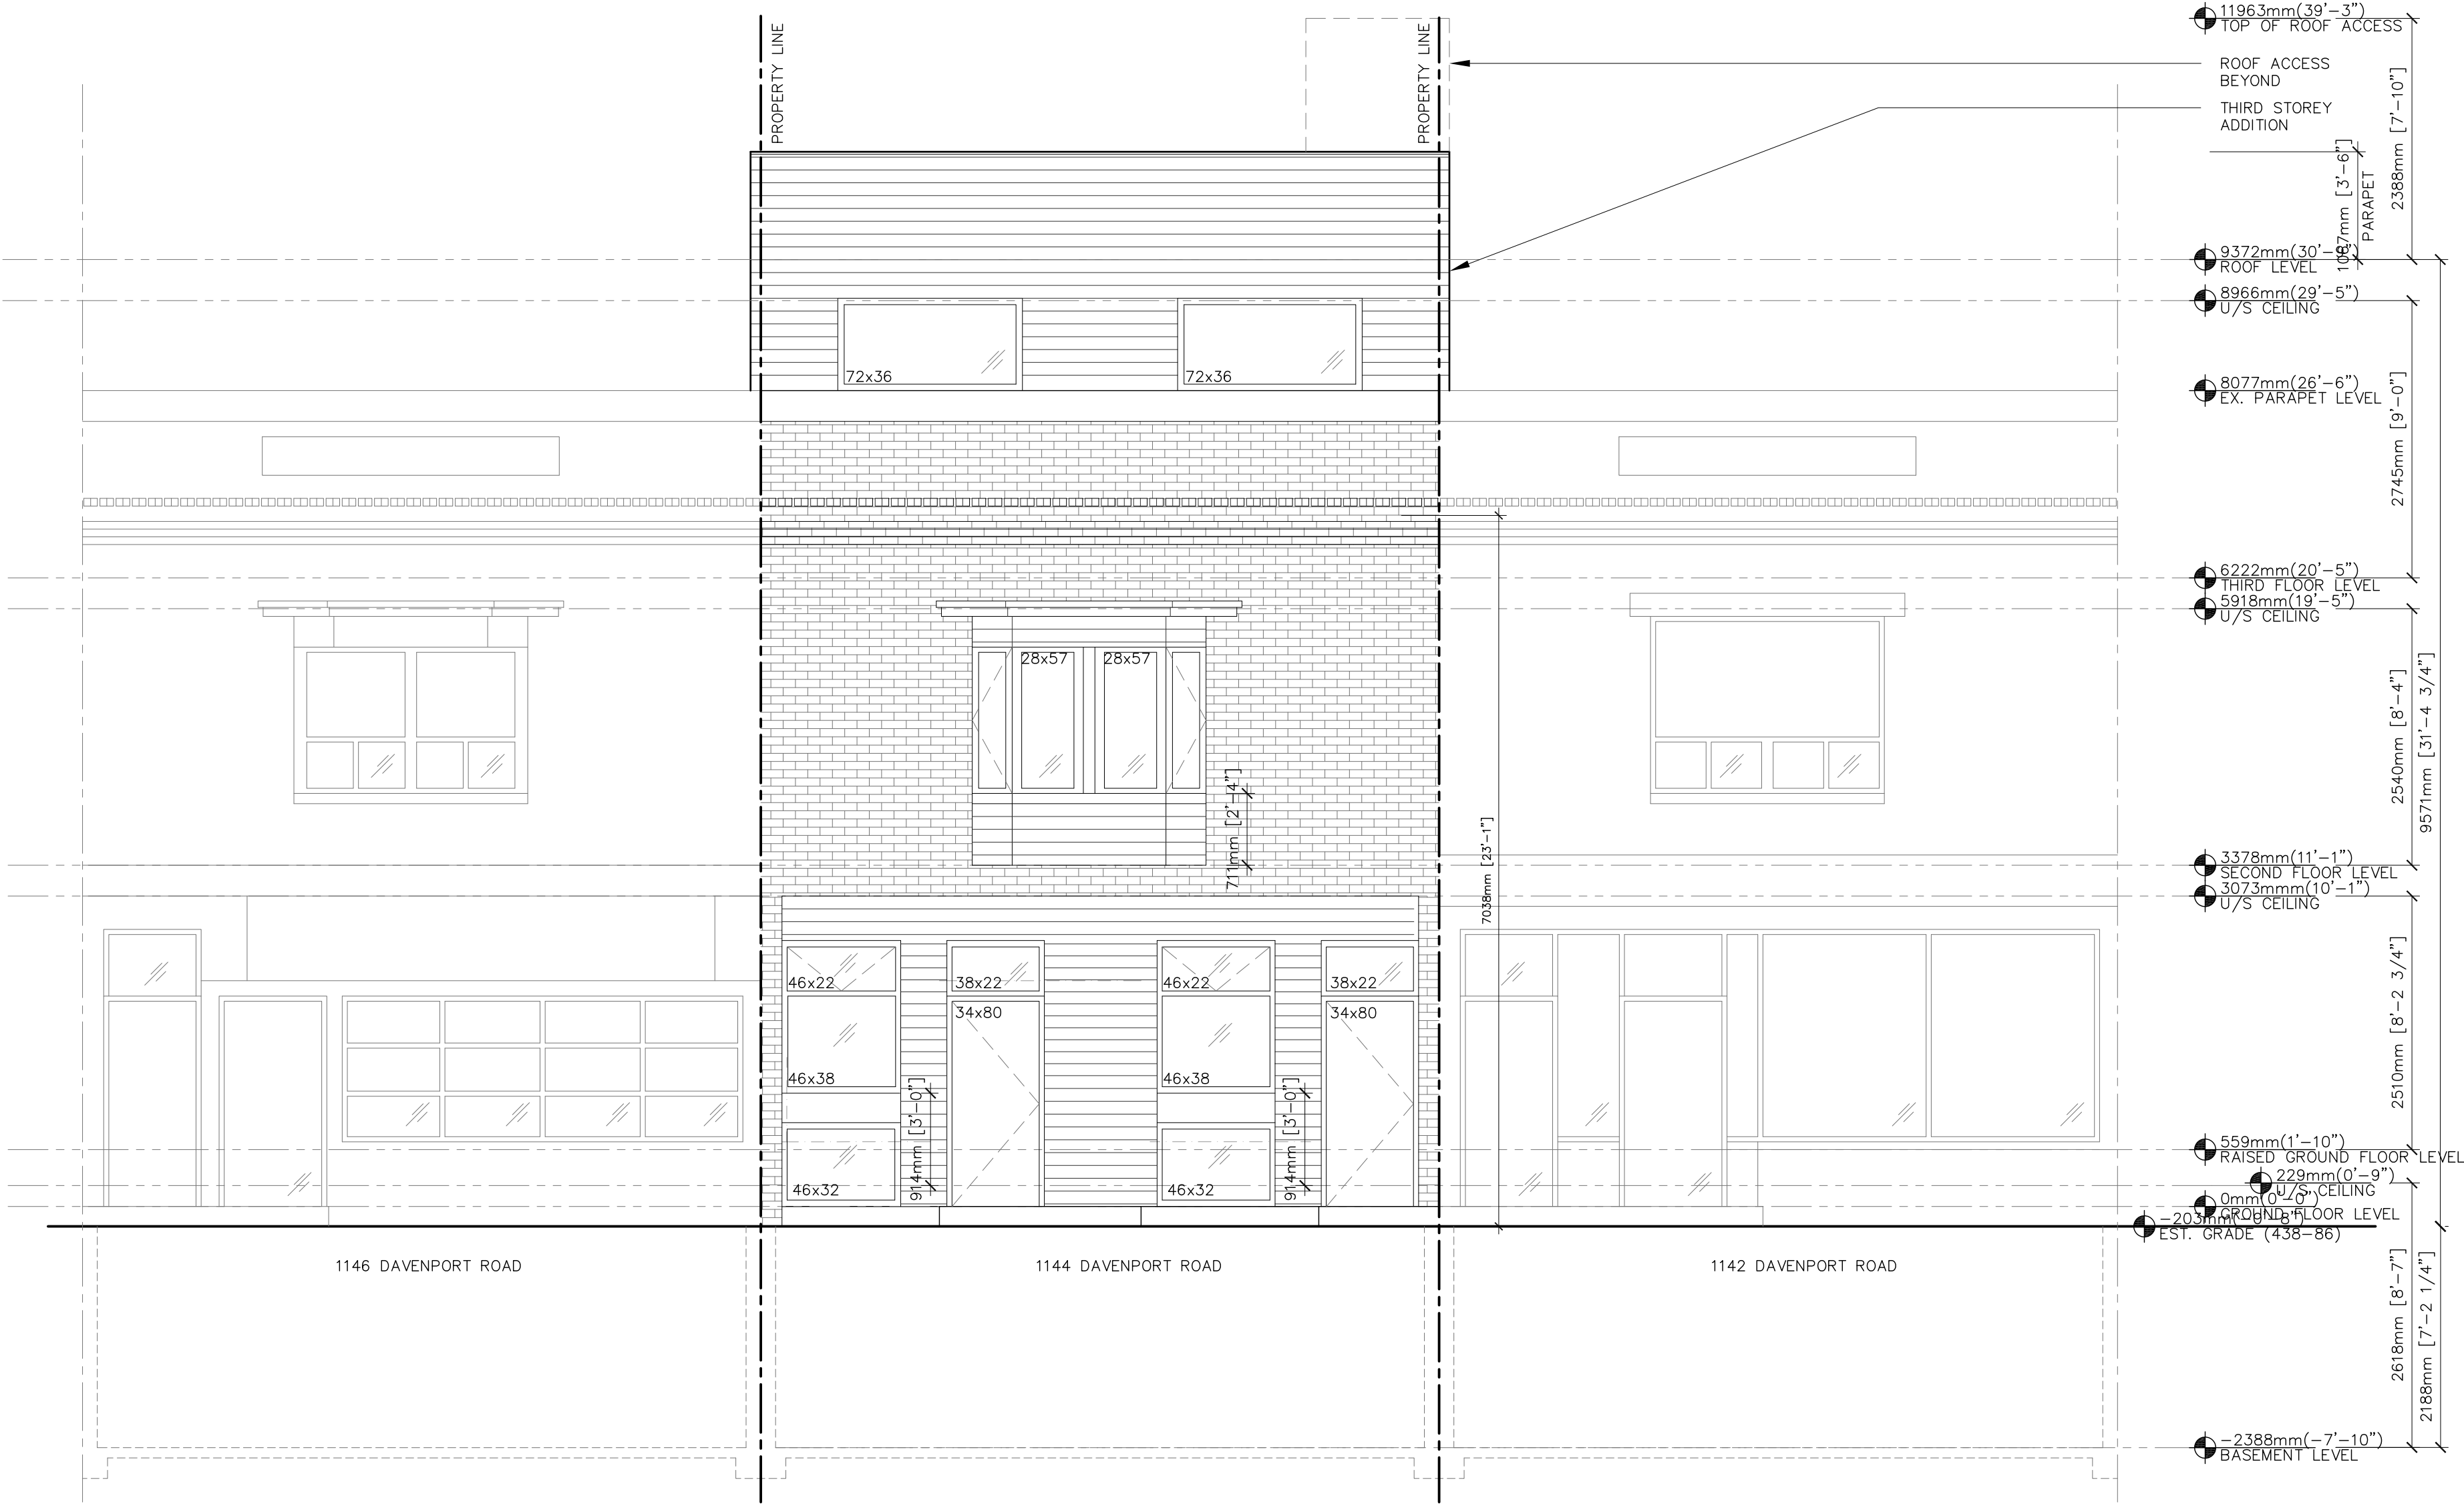 11963mm(39'-3")
TOP OF ROOF ACCESS
PROPERTY LINE
PROPERTY LINE
ROOF ACCESS
BEYOND
THIRD STOREY
ADDITION
2388mm [7'-10"]
1067mm [3'-6"]
PARAPET
9372mm(30'-9")
ROOF LEVEL
8966mm(29'-5")
U/S CEILING
72x36
72x36
8077mm(26'-6")
EX. PARAPET LEVEL
2745mm [9'-0"]
6222mm(20'-5")
THIRD FLOOR LEVEL
5918mm(19'-5")
U/S CEILING
28x57
28x57
711mm [2'-4"]
7038mm [23'-1"]
2540mm [8'-4"]
9571mm [31'-4 3/4"]
3378mm(11'-1")
SECOND FLOOR LEVEL
3073mmm(10'-1")
U/S CEILING
46x22
38x22
46x22
38x22
34x80
34x80
46x38
46x38
914mm [3'-0"]
914mm [3'-0"]
46x32
46x32
2510mm [8'-2 3/4"]
559mm(1'-10")
RAISED GROUND FLOOR LEVEL
229mm(0'-9")
U/S CEILING
0mm(0'-0")
GROUND FLOOR LEVEL
-203mm(-0'-8")
EST. GRADE (438-86)
1146 DAVENPORT ROAD
1144 DAVENPORT ROAD
1142 DAVENPORT ROAD
2618mm [8'-7"]
2188mm [7'-2 1/4"]
-2388mm(-7'-10")
BASEMENT LEVEL